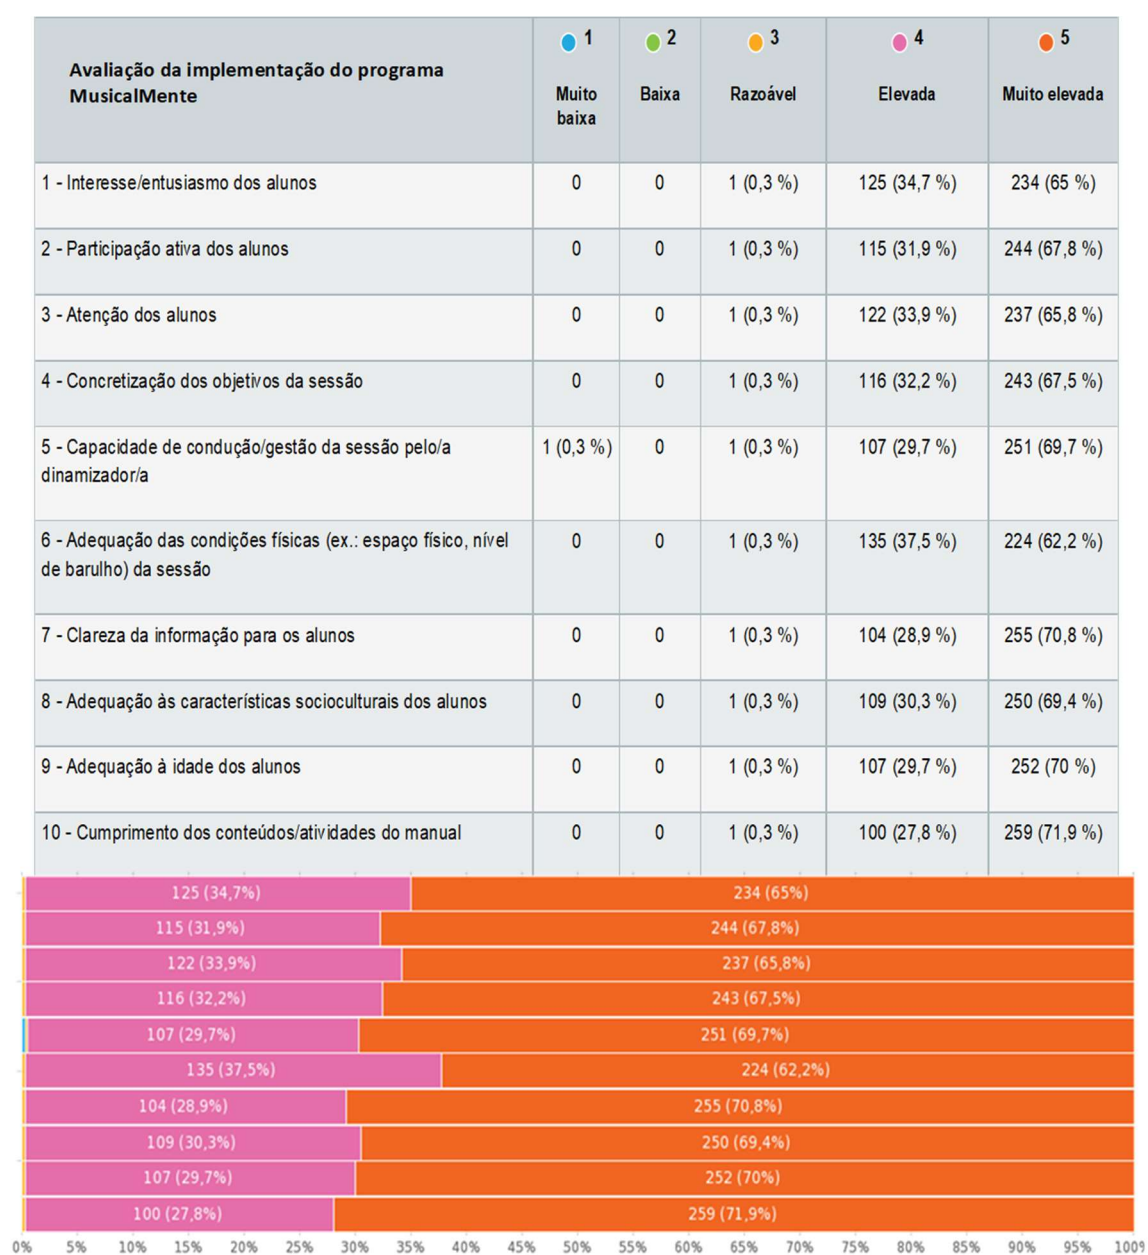 Avaliação da implementação do programa
MusicalMente
1
Muito
baixa
2
Baixa
3
Razoável
4
Elevada
5
Muito elevada
1 - Interesse/entusiasmo dos alunos 0 0 1 (0,3 %) 125 (34,7 %) 234 (65 %)
2 - Participação ativa dos alunos 0 0 1 (0,3 %) 115 (31,9 %) 244 (67,8 %)
3 - Atenção dos alunos 0 0 1 (0,3 %) 122 (33,9 %) 237 (65,8 %)
4 - Concretização dos objetivos da sessão 0 0 1 (0,3 %) 116 (32,2 %) 243 (67,5 %)
5 - Capacidade de condução/gestão da sessão pelo/a 1 (0,3 %) 0 1 (0,3 %) 107 (29,7 %) 251 (69,7 %)
dinamizador/a
6 - Adequação das condições físicas (ex.: espaço físico, nível 0 0 1 (0,3 %) 135 (37,5 %) 224 (62,2 %)
de barulho) da sessão
7 - Clareza da informação para os alunos 0 0 1 (0,3 %) 104 (28,9 %) 255 (70,8 %)
8 - Adequação às características socioculturais dos alunos 0 0 1 (0,3 %) 109 (30,3 %) 250 (69,4 %)
9 - Adequação à idade dos alunos 0 0 1 (0,3 %) 107 (29,7 %) 252 (70 %)
10 - Cumprimento dos conteúdos/atividades do manual 0 0 1 (0,3 %) 100 (27,8 %) 259 (71,9 %)
125 (34,7%) 234 (65%)
115 (31,9%) 244 (67,8%)
122 (33,9%) 237 (65,8%)
116 (32,2%) 243 (67,5%)
107 (29,7%) 251 (69,7%)
135 (37,5%) 224 (62,2%)
104 (28,9%) 255 (70,8%)
109 (30,3%) 250 (69,4%)
107 (29,7%) 252 (70%)
100 (27,8%) 259 (71,9%)
0% 5% 10% 15% 20% 25% 30% 35% 40% 45% 50% 55% 60% 65% 70% 75% 80% 85% 90% 95% 100%